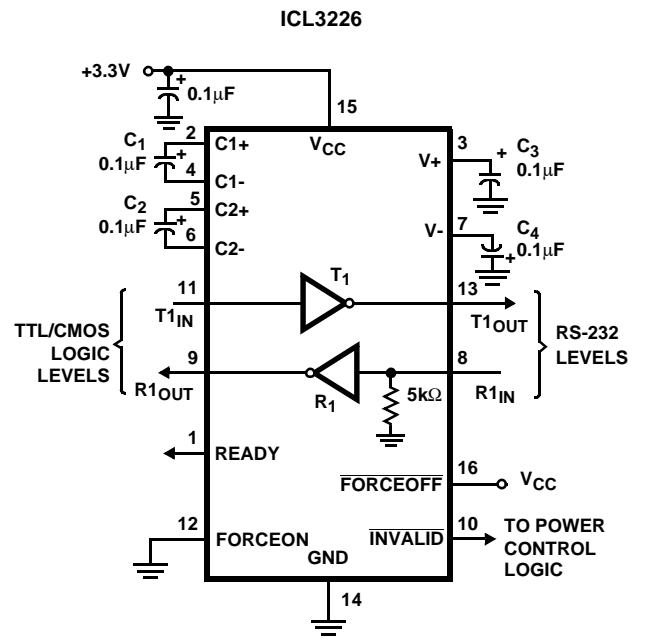 ICL3226
+3.3V
+
0.1μF
15
2
C1+
VCC
3
C1
0.1μF
+
V+
+
C3
0.1μF
4
C1-
5
C2+
C2
0.1μF
+
7
V-
C4
0.1μF
+
6
C2-
11
T1
13
T1IN
T1OUT
TTL/CMOS
LOGIC
LEVELS
RS-232
LEVELS
9
8
R1OUT
R1
5kΩ
R1IN
1
READY
16
FORCEOFF
VCC
12
FORCEON
10
INVALID
TO POWER
CONTROL
LOGIC
GND
14